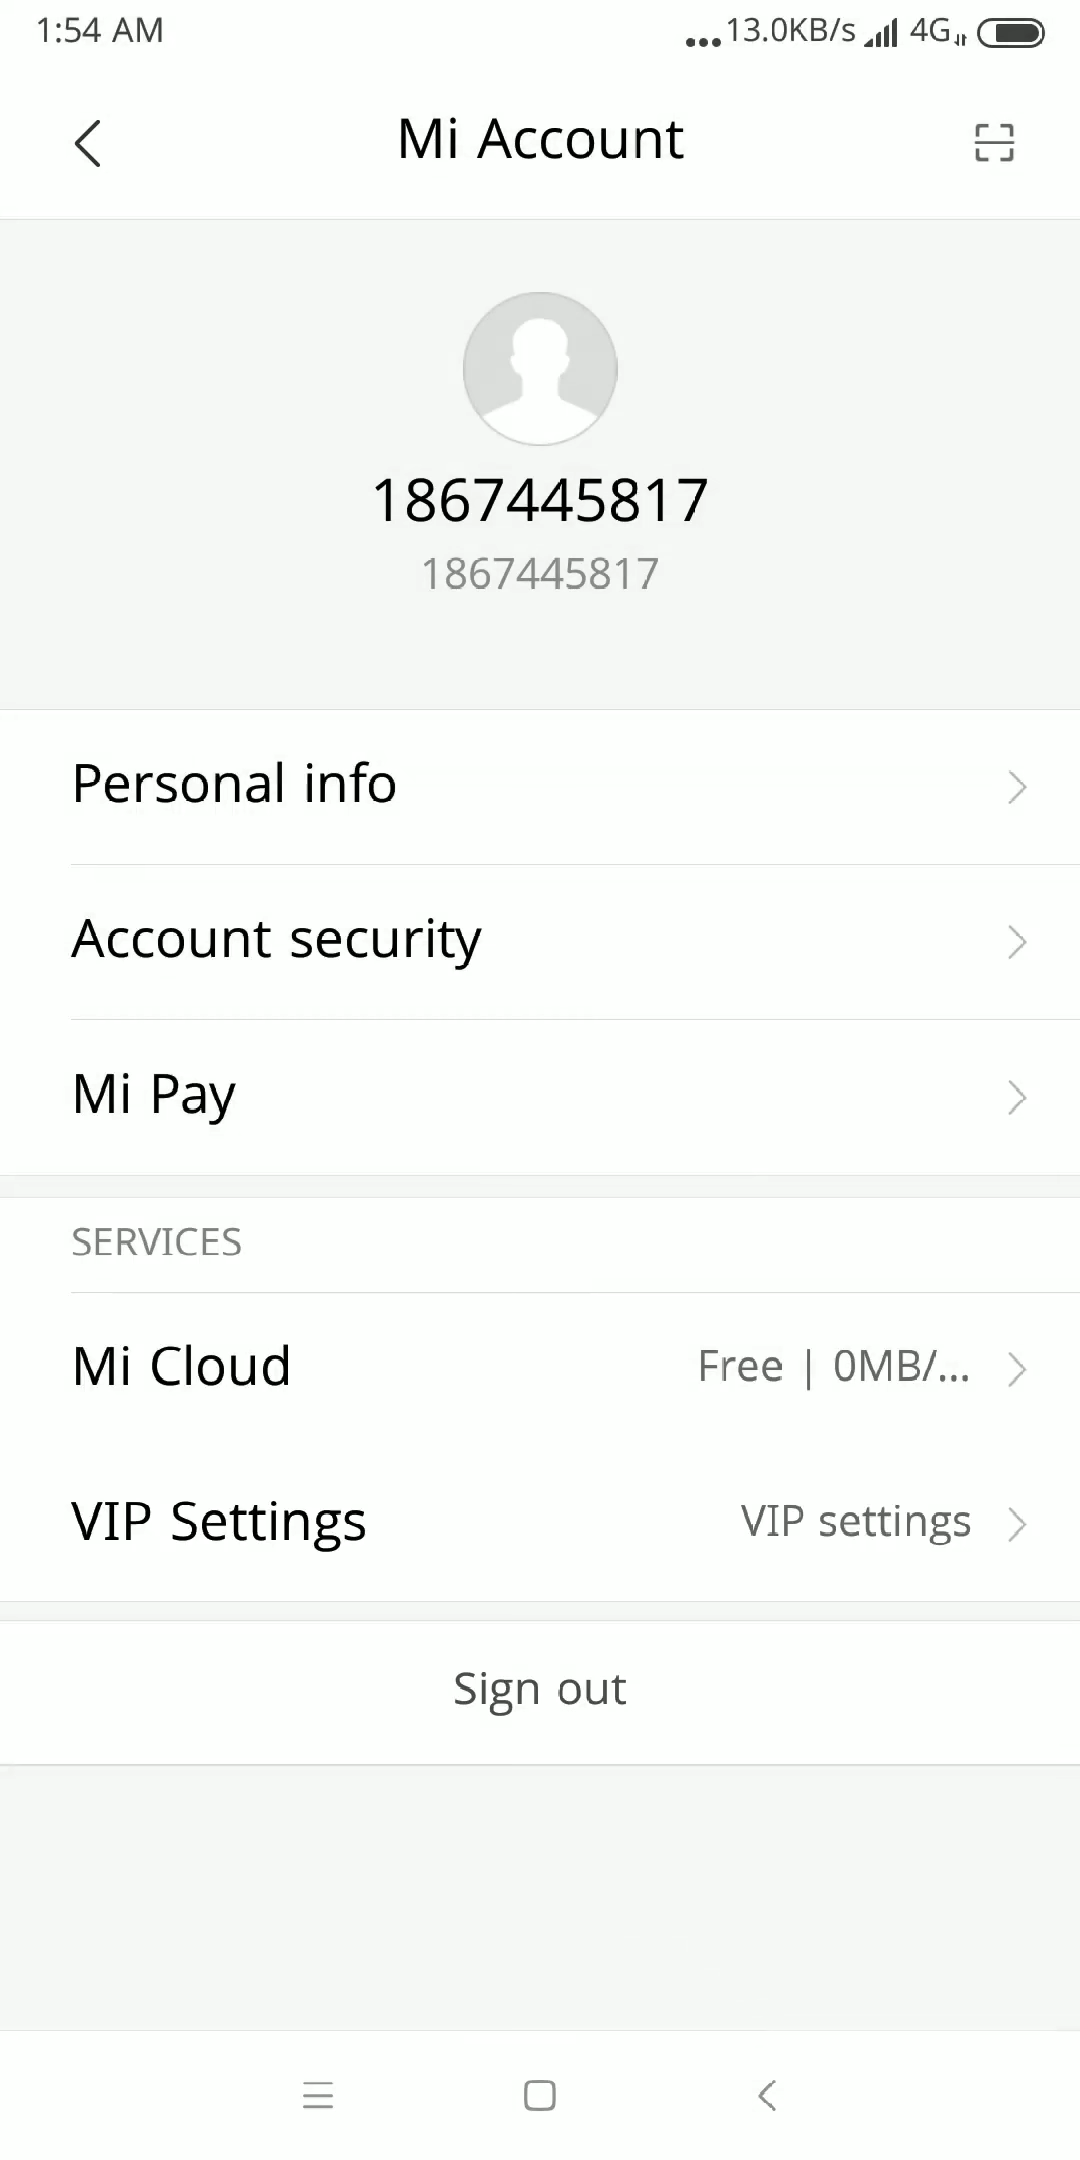 1:54 AM ...13.0KB/s 4G
Mi Account
1867445817
1867445817
Personal info
Account security
Mi Pay
SERVICES
Mi Cloud Free | 0MB/...
VIP Settings VIP settings
Sign out